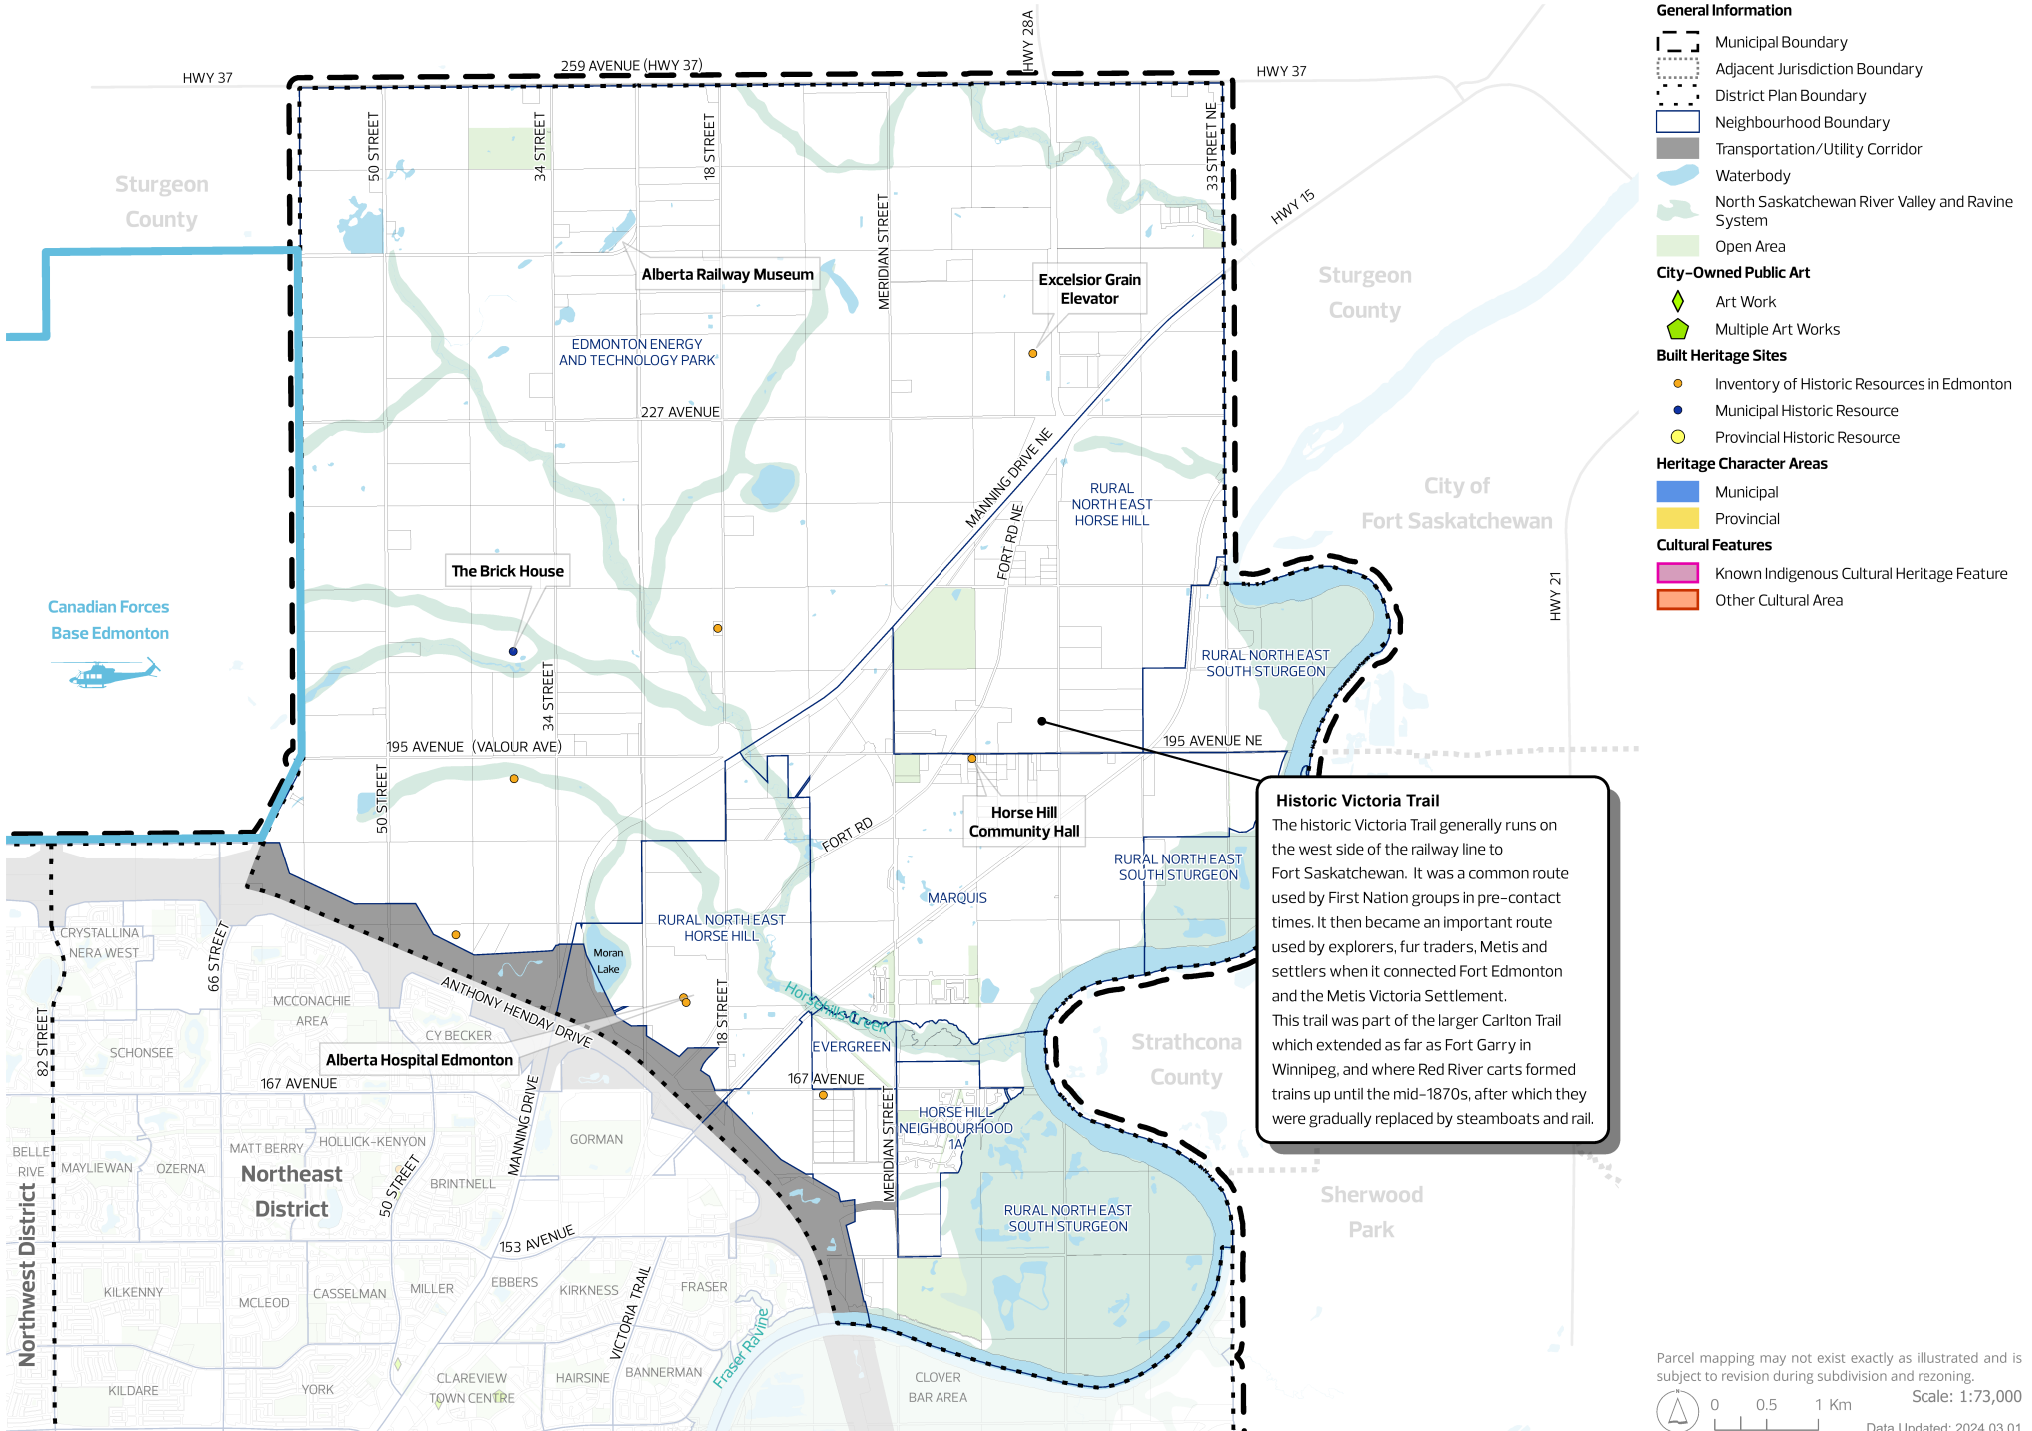 HWY 28A
HWY 37
259 AVENUE (HWY 37)
HWY 37
50 STREET
34 STREET
18 STREET
MERIDIAN STREET
33 STREET NE
HWY 15
Sturgeon
County
Alberta Railway Museum
Excelsior Grain
Elevator
Sturgeon
County
EDMONTON ENERGY
AND TECHNOLOGY PARK
227 AVENUE
MANNING DRIVE NE
FORT RD NE
RURAL
NORTH EAST
HORSE HILL
City of
Fort Saskatchewan
HWY 21
The Brick House
Canadian Forces
Base Edmonton
34 STREET
RURAL NORTH EAST
SOUTH STURGEON
195 AVENUE (VALOUR AVE)
195 AVENUE NE
50 STREET
Horse Hill
Community Hall
FORT RD
RURAL NORTH EAST
SOUTH STURGEON
MARQUIS
RURAL NORTH EAST
HORSE HILL
Moran
Lake
Historic Victoria Trail
The historic Victoria Trail generally runs on
the west side of the railway line to
Fort Saskatchewan. It was a common route
used by First Nation groups in pre-contact
times. It then became an important route
used by explorers, fur traders, Metis and
settlers when it connected Fort Edmonton
and the Metis Victoria Settlement.
This trail was part of the larger Carlton Trail
which extended as far as Fort Garry in
Winnipeg, and where Red River carts formed
trains up until the mid-1870s, after which they
were gradually replaced by steamboats and rail.
CRYSTALLINA
NERA WEST
66 STREET
82 STREET
MCCONACHIE
AREA
ANTHONY HENDAY DRIVE
CY BECKER
SCHONSEE
Alberta Hospital Edmonton
18 STREET
Horsehills Creek
EVERGREEN
167 AVENUE
167 AVENUE
Strathcona
County
MANNING DRIVE
MERIDIAN STREET
HORSE HILL
NEIGHBOURHOOD
1A
GORMAN
BELLE
RIVE
MAYLIEWAN
OZERNA
MATT BERRY
HOLLICK-KENYON
Northeast
District
50 STREET
BRINTNELL
Sherwood
Park
RURAL NORTH EAST
SOUTH STURGEON
153 AVENUE
Northwest District
KILKENNY
MCLEOD
CASSELMAN
MILLER
EBBERS
KIRKNESS
VICTORIA TRAIL
FRASER
Fraser Ravine
KILDARE
YORK
CLAREVIEW
TOWN CENTRE
HAIRSINE
BANNERMAN
CLOVER
BAR AREA
General Information
Municipal Boundary
Adjacent Jurisdiction Boundary
District Plan Boundary
Neighbourhood Boundary
Transportation/Utility Corridor
Waterbody
North Saskatchewan River Valley and Ravine
System
Open Area
City-Owned Public Art
Art Work
Multiple Art Works
Built Heritage Sites
Inventory of Historic Resources in Edmonton
Municipal Historic Resource
Provincial Historic Resource
Heritage Character Areas
Municipal
Provincial
Cultural Features
Known Indigenous Cultural Heritage Feature
Other Cultural Area
Parcel mapping may not exist exactly as illustrated and is
subject to revision during subdivision and rezoning.
Scale: 1:73,000
N
0 0.5 1 Km
Data Updated: 2024.03.01